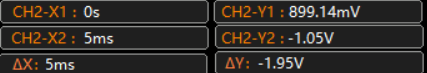 CH2-X1 : 0s CH2-Y1 : 899.14mV
CH2-X2 : 5ms CH2-Y2 : -1.05V
ΔX: 5ms ΔY: -1.95V